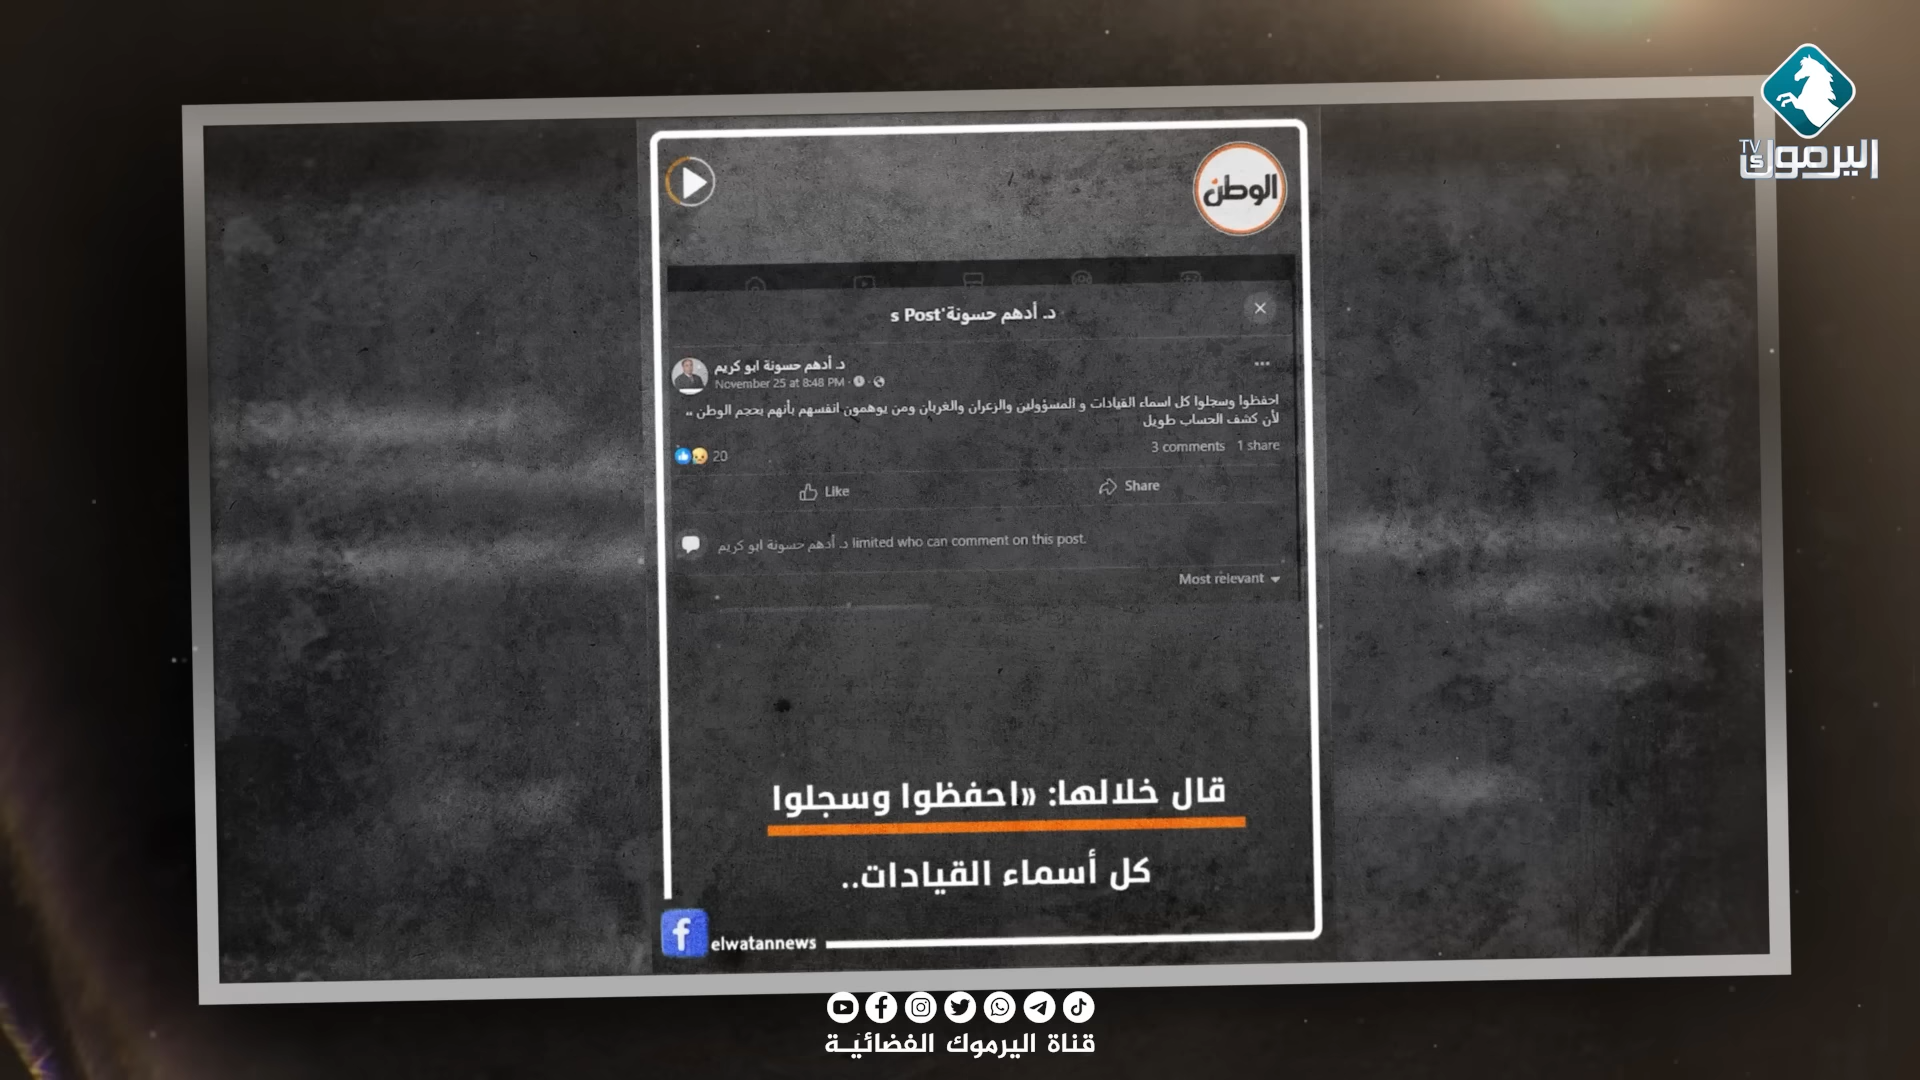 اليرموك
TV
الوطن
د. أدهم حسونة's Post
د. أدهم حسونة ابو كريم
November 25 at 8:48 PM
احفظوا وسجلوا كل اسماء القيادات و المسؤولين والزعران والغربان ومن يوهمون انفسهم بأنهم بحجم الوطن ،،
لأن كشف الحساب طويل
20
3 comments 1 share
Like
Share
د. أدهم حسونة ابو كريم limited who can comment on this post.
Most relevant
قال خلالها: «احفظوا وسجلوا
كل أسماء القيادات..
elwatannews
قناة اليرموك الفضائية